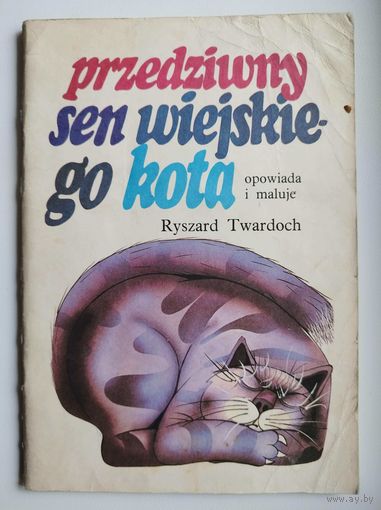 przedziwny
sen wiejskie-
go kota
opowiada
i maluje
Ryszard Twardoch
www.ay.by